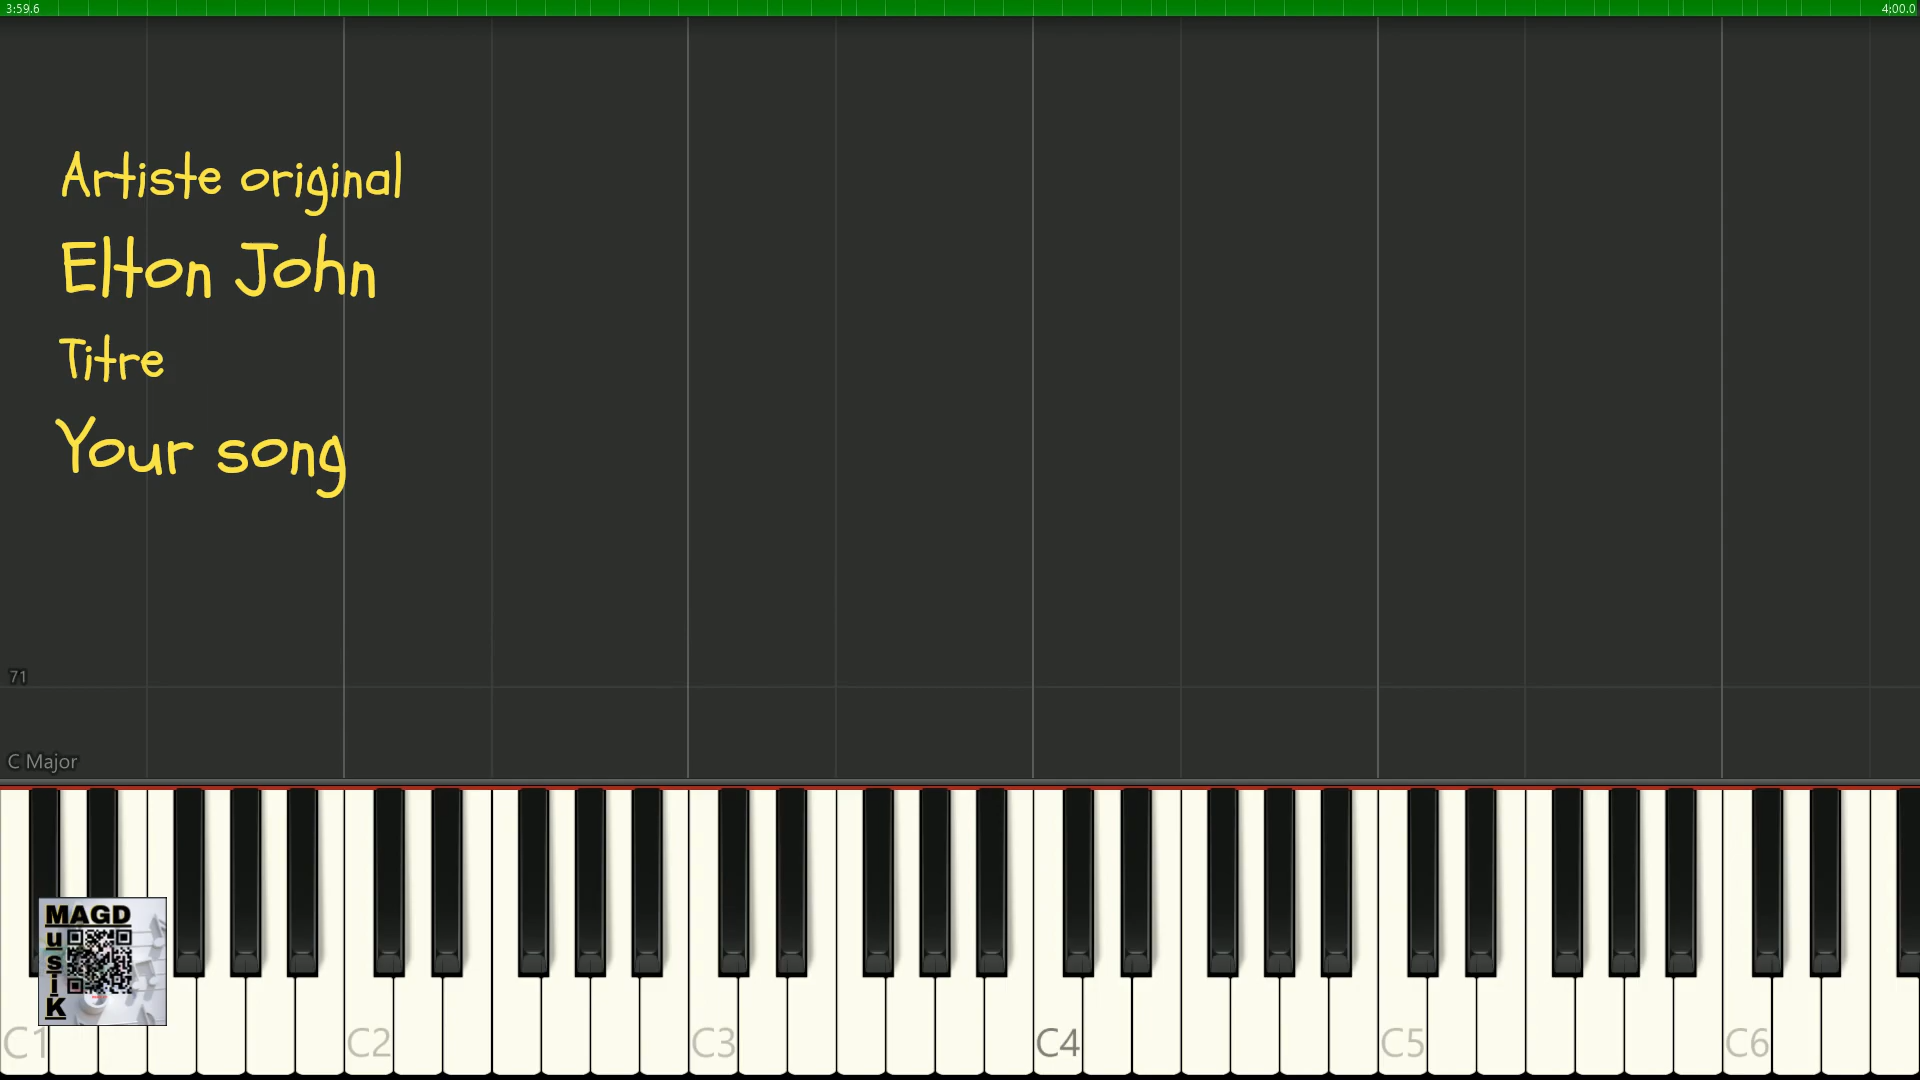 3:59.6
4:00.0
Artiste original
Elton John
Titre
Your song
71
C Major
MAGD
usiK
C1
C2
C3
C4
C5
C6